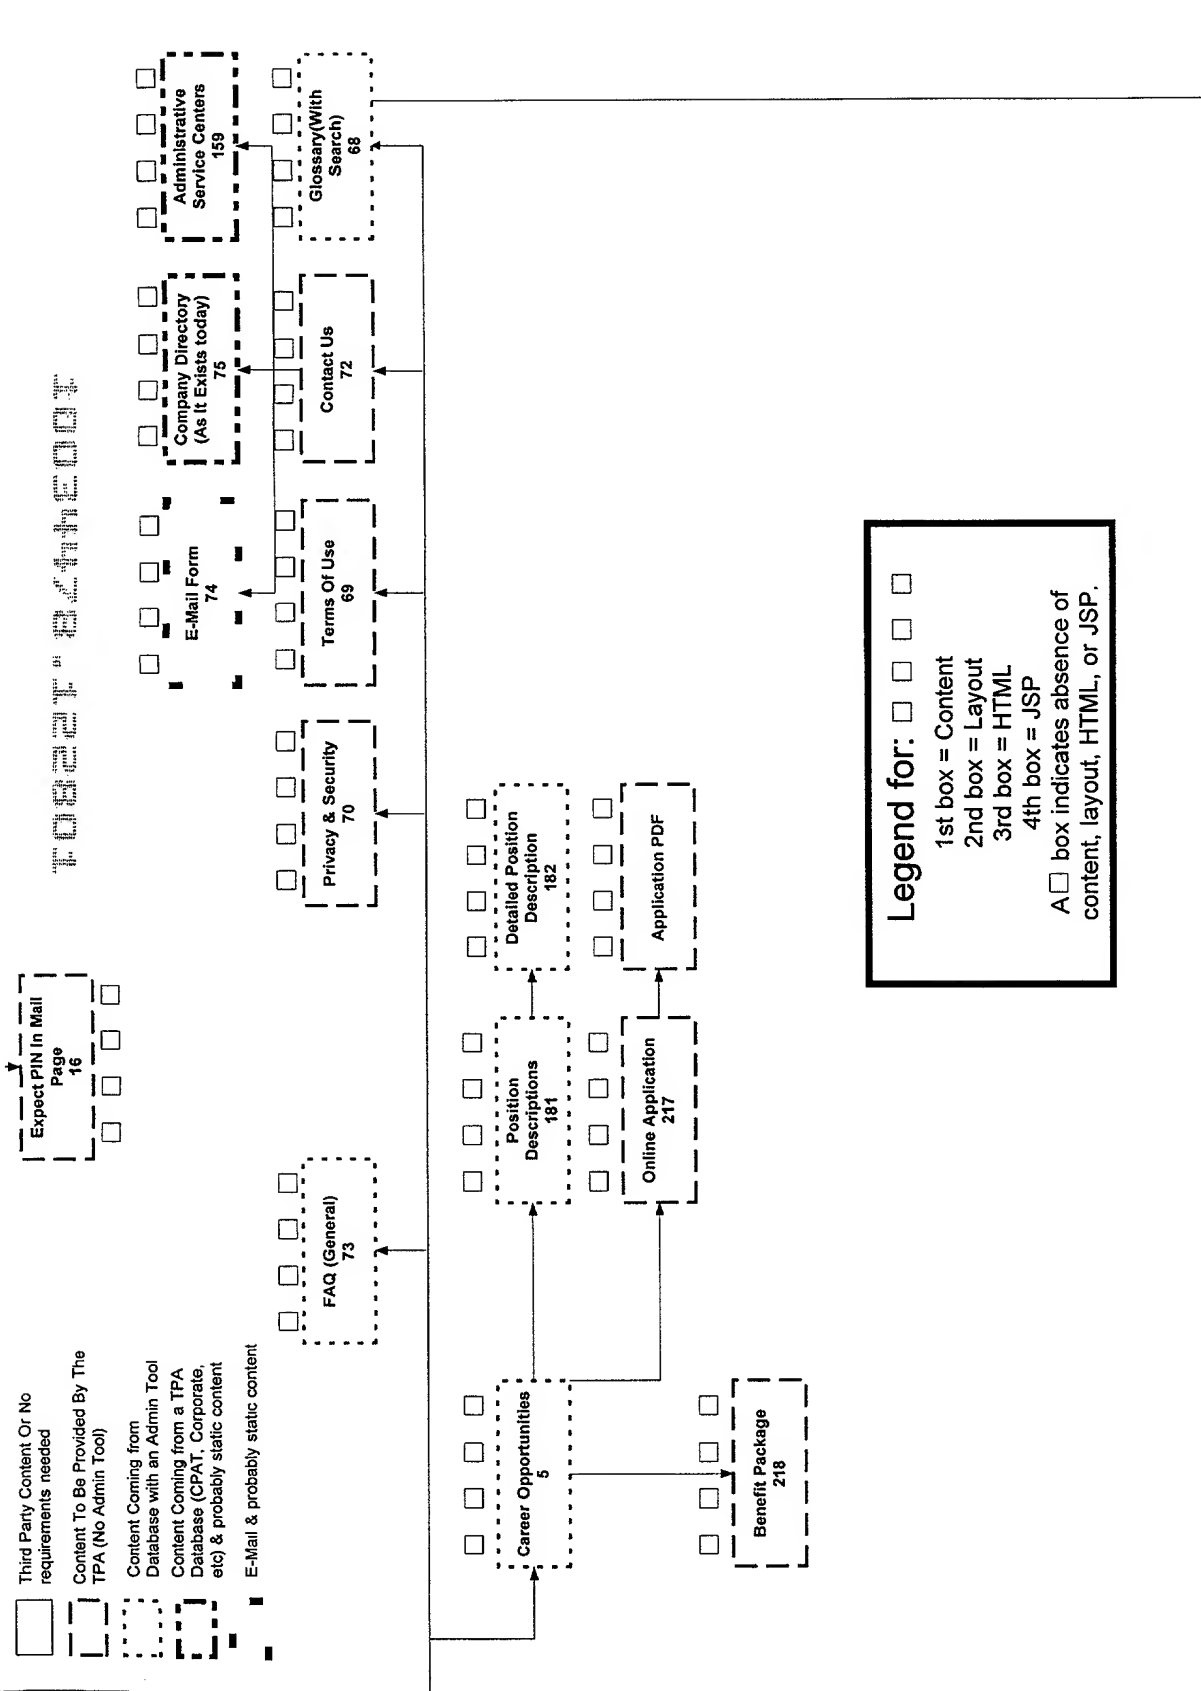 Third Party Content Or No
requirements needed
Content To Be Provided By The
TPA (No Admin Tool)
Content Coming from
Database with an Admin Tool
Content Coming from a TPA
Database (CPAT, Corporate,
etc) & probably static content
E-Mail & probably static content
Expect PIN In Mail
Page
16
E-Mail Form
74
Company Directory
(As It Exists today)
75
Administrative
Service Centers
159
FAQ (General)
73
Privacy & Security
70
Terms Of Use
69
Contact Us
72
Glossary(With
Search)
68
Career Opportunities
5
Position
Descriptions
181
Detailed Position
Description
182
Online Application
217
Application PDF
Benefit Package
218
Legend for: □ □ □ □
1st box = Content
2nd box = Layout
3rd box = HTML
4th box = JSP
A□ box indicates absence of
content, layout, HTML, or JSP.